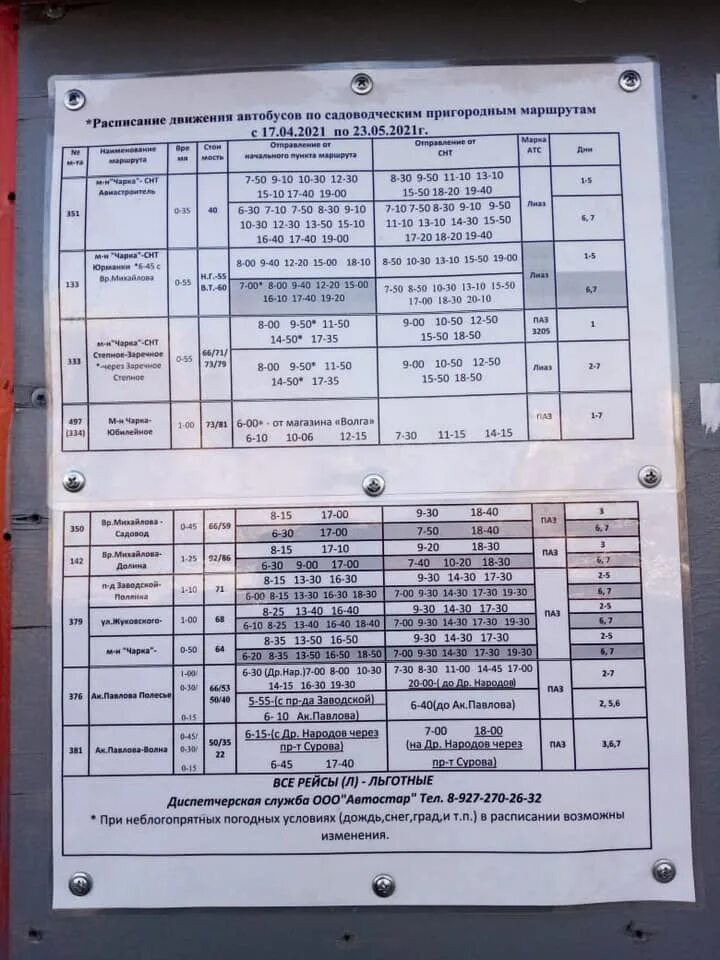 *Расписание движения автобусов по садоводческим пригородным маршрутам
с 17.04.2021 по 23.05.2021г.
№ м-та Наименование маршрута Вре мя Стои мость Отправления от начального пункта маршрута Отправления от СНТ Марка АТС Дни
м-н"Чарка"- СНТ 7-50 9-10 10-30 12-30 8-30 9-50 11-10 13-10 1-5
Авиастроитель 15-10 17-40 19-00 15-50 18-20 19-40
351 0-35 40 6-30 7-10 7-50 8-30 9-10 7-10 7-50 8-30 9-10 9-50 Лиаз 6, 7
10-30 12-30 13-50 15-10 11-10 13-10 14-30 15-50
16-40 17-40 19-00 17-20 18-20 19-40
м-н "Чарка"-СНТ 8-00 9-40 12-20 15-00 18-10 8-50 10-30 13-10 15-50 19-00 1-5
Юрманки *6-45 с
133 Вр.Михайлова 0-55 Н.Г.-55 7-00* 8-00 9-40 12-20 15-00 7-50 8-50 10-30 13-10 15-50 Лиаз 6,7
В.Т.-60 16-10 17-40 19-20 17-00 18-30 20-10
м-н"Чарка"-СНТ 8-00 9-50* 11-50 9-00 10-50 12-50 ПАЗ 1
Степное-Заречное 14-50* 17-35 15-50 18-50 3205
333 *-через Заречное 0-55 66/71/ 8-00 9-50* 11-50 9-00 10-50 12-50 Лиаз 2-7
Степное 73/79 14-50* 17-35 15-50 18-50
497 М-н Чарка- 1-00 73/81 6-00+ - от магазина «Волга» ПАЗ 1-7
(334) Юбилейное 6-10 10-06 12-15 7-30 11-15 14-15
350 Вр.Михайлова - 0-45 66/59 8-15 17-00 9-30 18-40 ПАЗ 3
Садовод 6-30 17-00 7-50 18-40 6, 7
142 Вр.Михайлова- 1-25 92/86 8-15 17-10 9-20 18-30 ПАЗ 3
Долина 6-30 9-00 17-00 7-40 10-20 18-30 6, 7
п-д Заводской- 1-10 71 8-15 13-30 16-30 9-30 14-30 17-30 2-5
Полянка 6-00 8-15 13-30 16-30 18-30 7-00 9-30 14-30 17-30 19-30 6, 7
379 ул.Жуковского- 1-00 68 8-25 13-40 16-40 9-30 14-30 17-30 ПАЗ 2-5
6-10 8-25 13-40 16-40 18-40 7-00 9-30 14-30 17-30 19-30 6, 7
м-н "Чарка"- 0-50 64 8-35 13-50 16-50 9-30 14-30 17-30 2-5
6-20 8-35 13-50 16-50 18-50 7-00 9-30 14-30 17-30 19-30 6, 7
1-00/ 6-30 (Др.Нар.)7-00 8-00 10-30 7-30 8-30 11-00 14-45 17-00 2-7
376 Ак.Павлова Полесье 0-30/ 66/53 14-15 16-30 19-30 20-00-( до Др.Народов) ПАЗ
50/40 5-55-(с пр-да Заводской) 6-40(до Ак.Павлова) 2, 5,6
0-15 6- 10 Ак.Павлова)
0-45/ 6-15-(с Др. Народов через 7-00 18-00
381 Ак.Павлова-Волна 0-30/ 50/35 пр-т Сурова) (на Др. Народов через ПАЗ 3,6,7
0-15 22 6-45 17-40 пр-т Сурова)
ВСЕ РЕЙСЫ (Л) - ЛЬГОТНЫЕ
Диспетчерская служба ООО"Автостар" Тел. 8-927-270-26-32
* При неблогопрятных погодных условиях (дождь,снег,град,и т.п.) в расписании возможны
изменения.